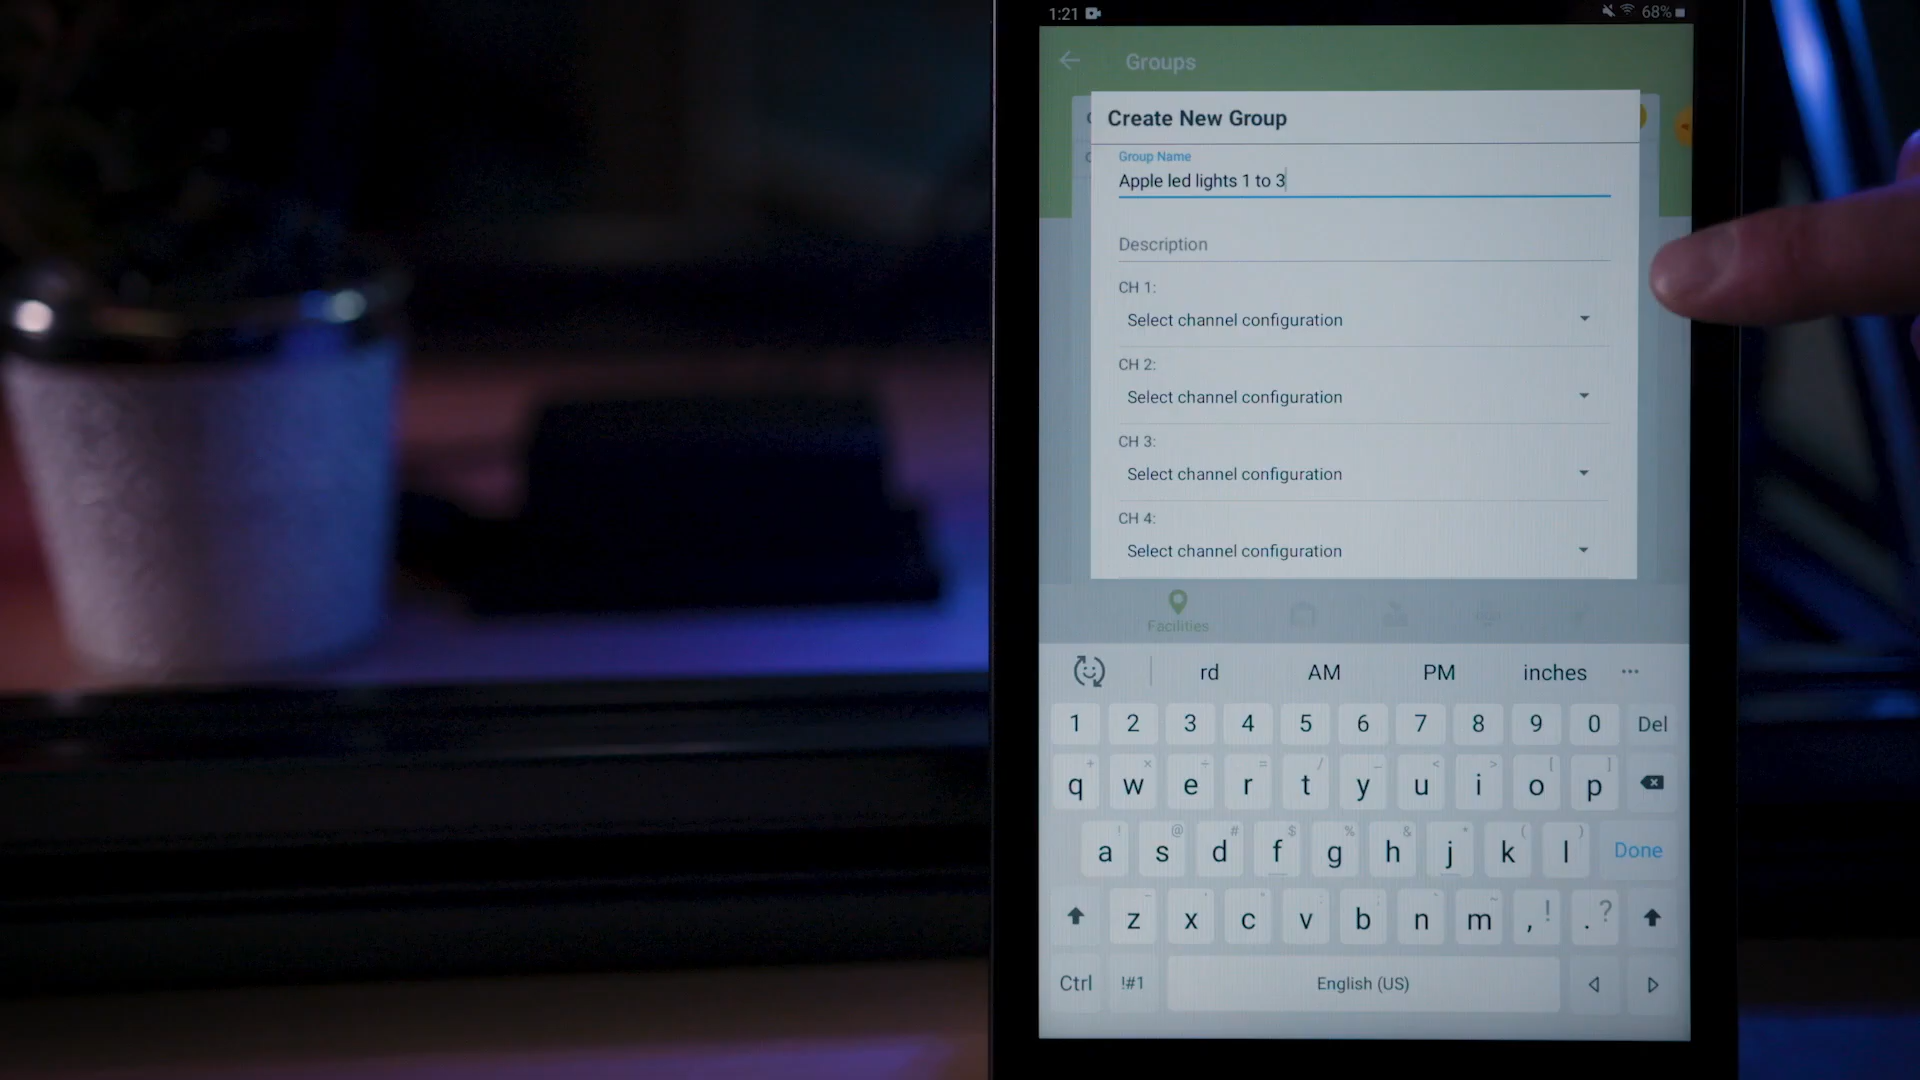 1:21
68%
Groups
Create New Group
Group Name
Apple led lights 1 to 3
Description
CH 1:
Select channel configuration
CH 2:
Select channel configuration
CH 3:
Select channel configuration
CH 4:
Select channel configuration
Facilities
rd AM PM inches ...
1 2 3 4 5 6 7 8 9 0 Del
q w e r t y u i o p
a s d f g h j k l Done
z x c v b n m , ! . ?
Ctrl !#1 English (US)